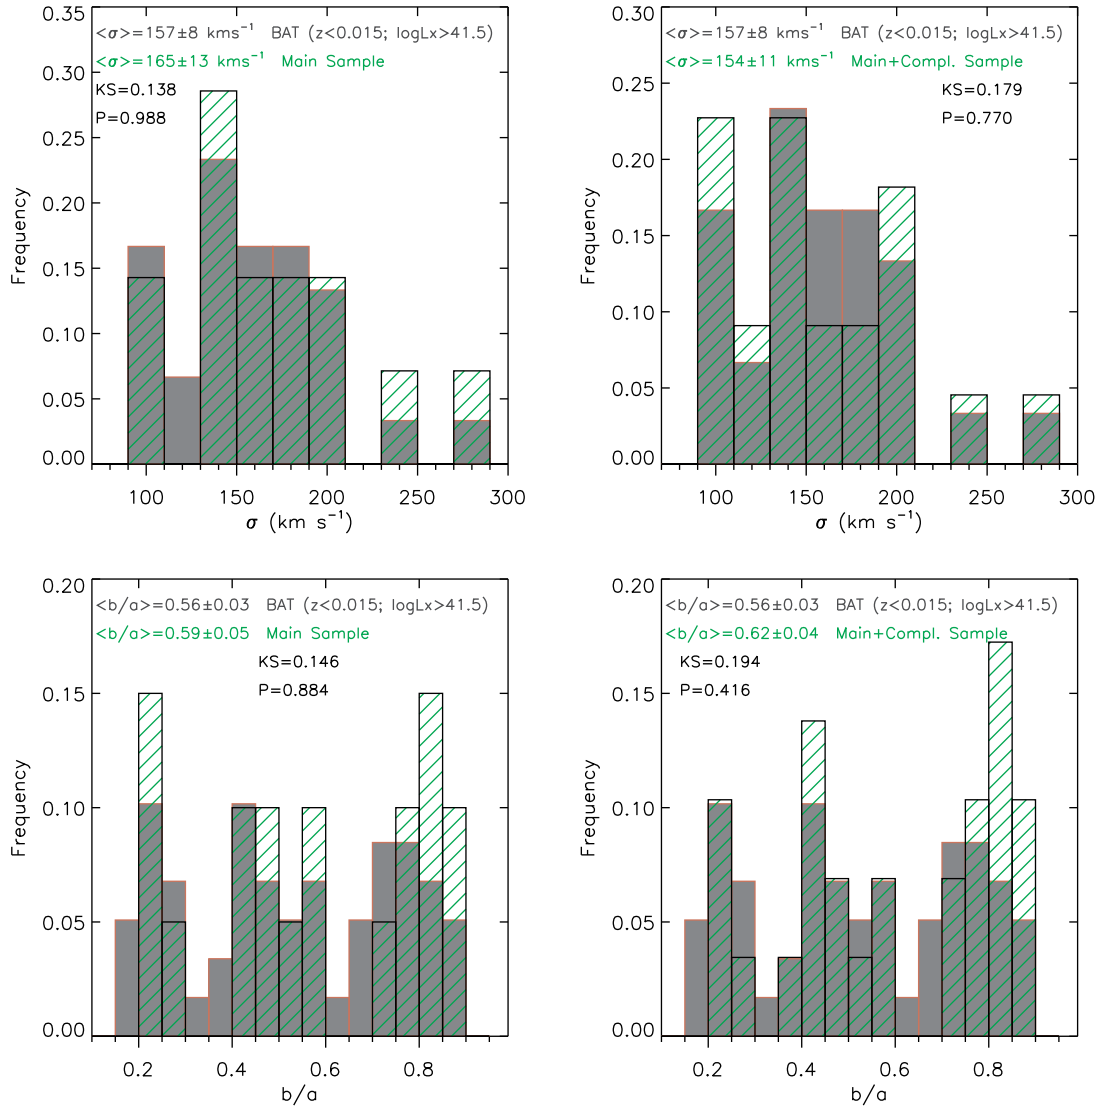 <σ>=157±8 kms⁻¹ BAT (z<0.015; logLx>41.5)
<σ>=165±13 kms⁻¹ Main Sample
KS=0.138
P=0.988
0.35
0.30
0.25
0.20
0.15
0.10
0.05
0.00
Frequency
100 150 200 250 300
σ (km s⁻¹)
<σ>=157±8 kms⁻¹ BAT (z<0.015; logLx>41.5)
<σ>=154±11 kms⁻¹ Main+Compl. Sample
KS=0.179
P=0.770
0.30
0.25
0.20
0.15
0.10
0.05
0.00
Frequency
100 150 200 250 300
σ (km s⁻¹)
<b/a>=0.56±0.03 BAT (z<0.015; logLx>41.5)
<b/a>=0.59±0.05 Main Sample
KS=0.146
P=0.884
0.20
0.15
0.10
0.05
0.00
Frequency
0.2 0.4 0.6 0.8
b/a
<b/a>=0.56±0.03 BAT (z<0.015; logLx>41.5)
<b/a>=0.62±0.04 Main+Compl. Sample
KS=0.194
P=0.416
0.20
0.15
0.10
0.05
0.00
Frequency
0.2 0.4 0.6 0.8
b/a